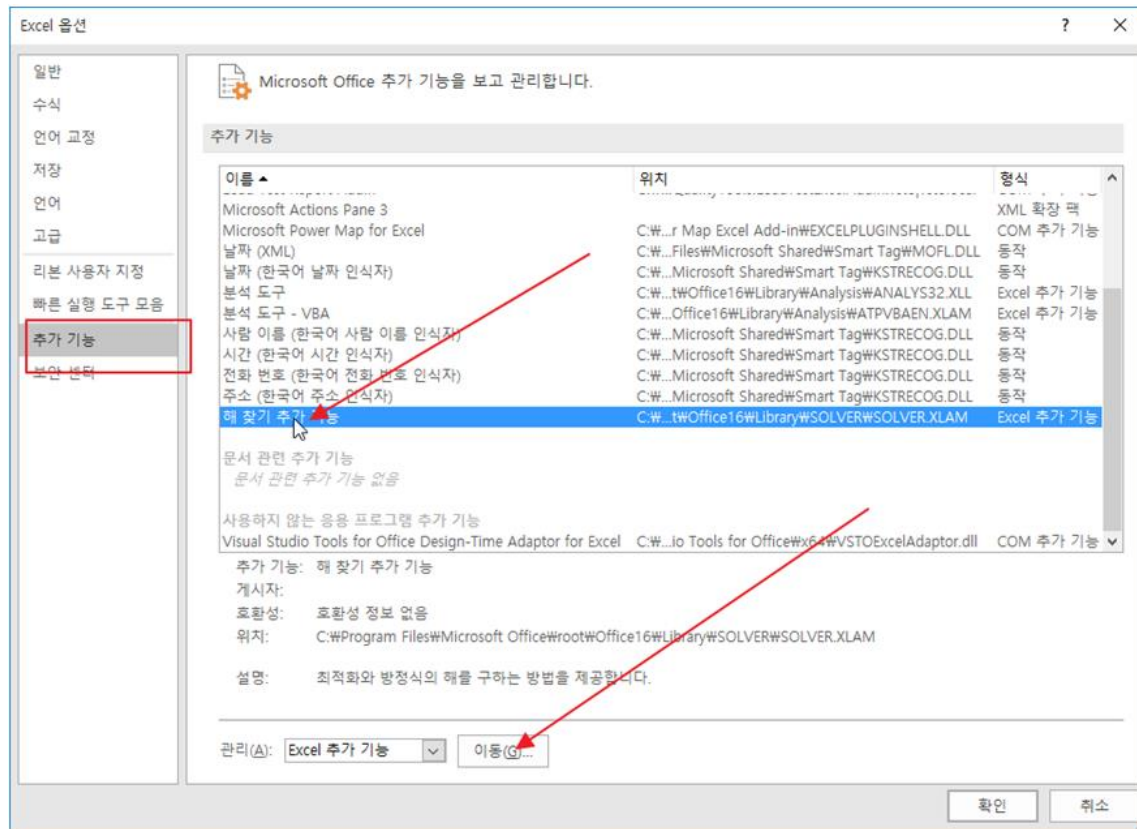 Excel 옵션 ? ×
일반
수식
언어 교정
저장
언어
고급
리본 사용자 지정
빠른 실행 도구 모음
추가 기능
보안 센터
Microsoft Office 추가 기능을 보고 관리합니다.
추가 기능
이름 위치 형식
Microsoft Actions Pane 3 XML 확장 팩
Microsoft Power Map for Excel C:₩...r Map Excel Add-in₩EXCELPLUGINSHELL.DLL COM 추가 기능
날짜 (XML) C:₩...Files₩Microsoft Shared₩Smart Tag₩MOFL.DLL 동작
날짜 (한국어 날짜 인식자) C:₩...Microsoft Shared₩Smart Tag₩KSTRECOG.DLL 동작
분석 도구 C:₩...t₩Office16₩Library₩Analysis₩ANALYS32.XLL Excel 추가 기능
분석 도구 - VBA C:₩...Office16₩Library₩Analysis₩ATPVBAEN.XLAM Excel 추가 기능
사람 이름 (한국어 사람 이름 인식자) C:₩...Microsoft Shared₩Smart Tag₩KSTRECOG.DLL 동작
시간 (한국어 시간 인식자) C:₩...Microsoft Shared₩Smart Tag₩KSTRECOG.DLL 동작
전화 번호 (한국어 전화 번호 인식자) C:₩...Microsoft Shared₩Smart Tag₩KSTRECOG.DLL 동작
주소 (한국어 주소 인식자) C:₩...Microsoft Shared₩Smart Tag₩KSTRECOG.DLL 동작
해 찾기 추가 기능 C:₩...t₩Office16₩Library₩SOLVER₩SOLVER.XLAM Excel 추가 기능
문서 관련 추가 기능
문서 관련 추가 기능 없음
사용하지 않는 응용 프로그램 추가 기능
Visual Studio Tools for Office Design-Time Adaptor for Excel C:₩...io Tools for Office₩x64₩VSTOExcelAdaptor.dll COM 추가 기능
추가 기능: 해 찾기 추가 기능
게시자:
호환성: 호환성 정보 없음
위치: C:₩Program Files₩Microsoft Office₩root₩Office16₩Library₩SOLVER₩SOLVER.XLAM
설명: 최적화와 방정식의 해를 구하는 방법을 제공합니다.
관리(A): Excel 추가 기능 이동(G)...
확인 취소